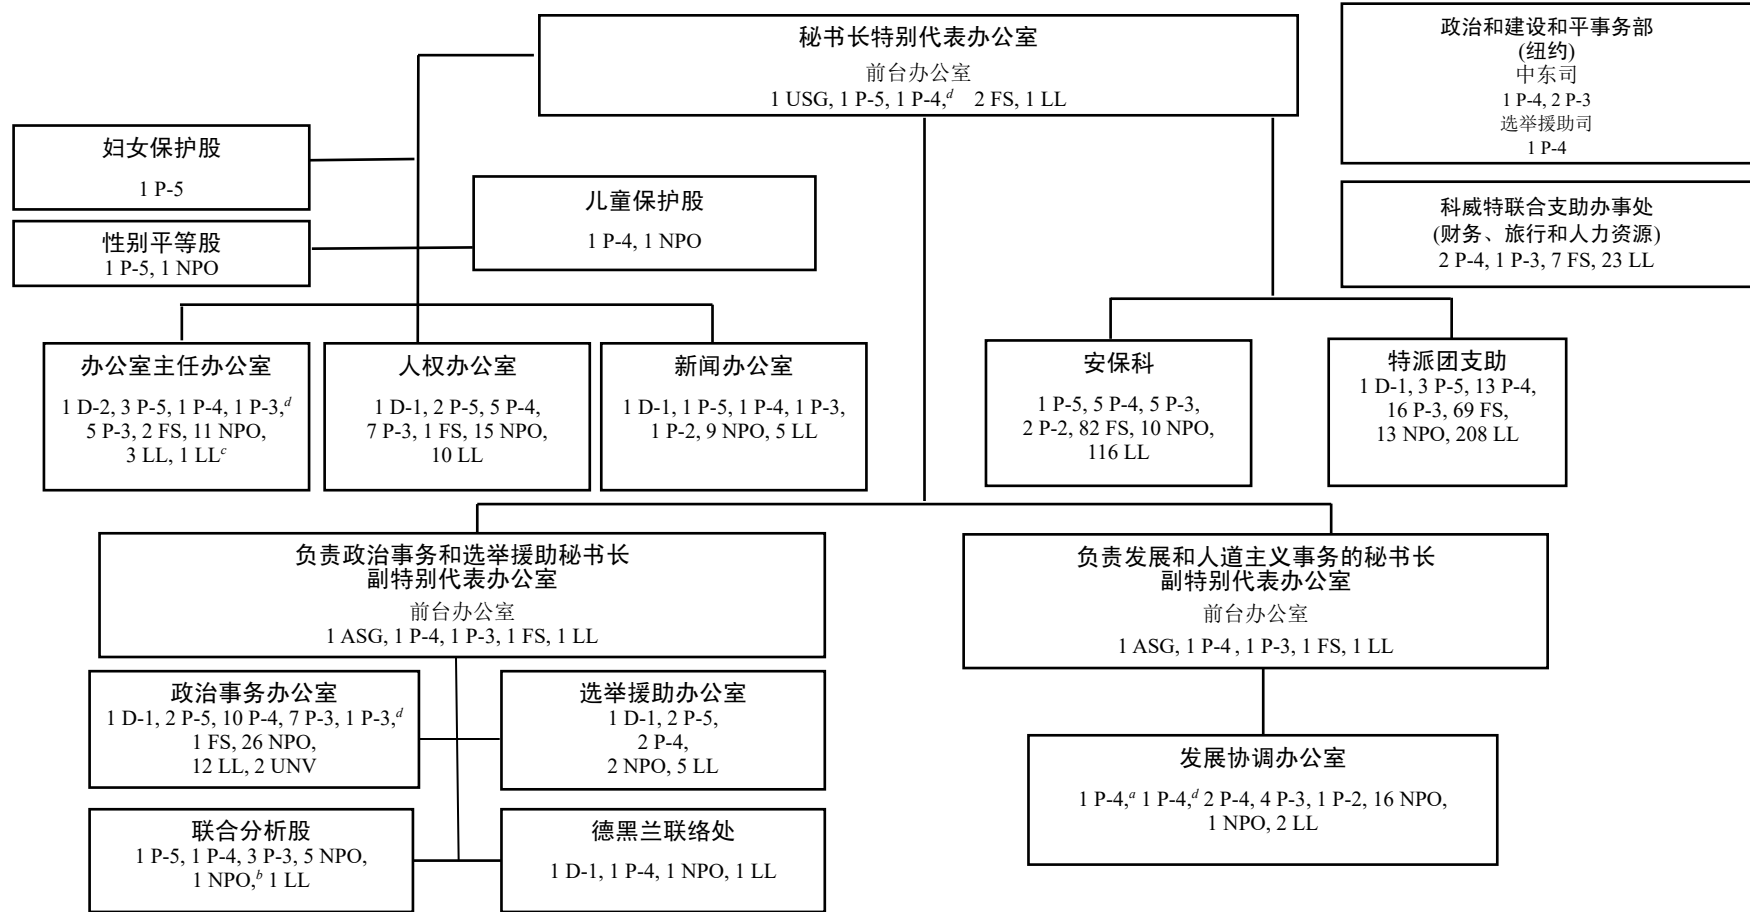 秘书长特别代表办公室
前台办公室
1 USG, 1 P-5, 1 P-4,d 2 FS, 1 LL
政治和建设和平事务部
(纽约)
中东司
1 P-4, 2 P-3
选举援助司
1 P-4
妇女保护股
1 P-5
儿童保护股
1 P-4, 1 NPO
性别平等股
1 P-5, 1 NPO
科威特联合支助办事处
(财务、旅行和人力资源)
2 P-4, 1 P-3, 7 FS, 23 LL
办公室主任办公室
1 D-2, 3 P-5, 1 P-4, 1 P-3,d
5 P-3, 2 FS, 11 NPO,
3 LL, 1 LLc
人权办公室
1 D-1, 2 P-5, 5 P-4,
7 P-3, 1 FS, 15 NPO,
10 LL
新闻办公室
1 D-1, 1 P-5, 1 P-4, 1 P-3,
1 P-2, 9 NPO, 5 LL
安保科
1 P-5, 5 P-4, 5 P-3,
2 P-2, 82 FS, 10 NPO,
116 LL
特派团支助
1 D-1, 3 P-5, 13 P-4,
16 P-3, 69 FS,
13 NPO, 208 LL
负责政治事务和选举援助秘书长
副特别代表办公室
前台办公室
1 ASG, 1 P-4, 1 P-3, 1 FS, 1 LL
负责发展和人道主义事务的秘书长
副特别代表办公室
前台办公室
1 ASG, 1 P-4 , 1 P-3, 1 FS, 1 LL
政治事务办公室
1 D-1, 2 P-5, 10 P-4, 7 P-3, 1 P-3,d
1 FS, 26 NPO,
12 LL, 2 UNV
选举援助办公室
1 D-1, 2 P-5,
2 P-4,
2 NPO, 5 LL
发展协调办公室
1 P-4,a 1 P-4,d 2 P-4, 4 P-3, 1 P-2, 16 NPO,
1 NPO, 2 LL
联合分析股
1 P-5, 1 P-4, 3 P-3, 5 NPO,
1 NPO,b 1 LL
德黑兰联络处
1 D-1, 1 P-4, 1 NPO, 1 LL